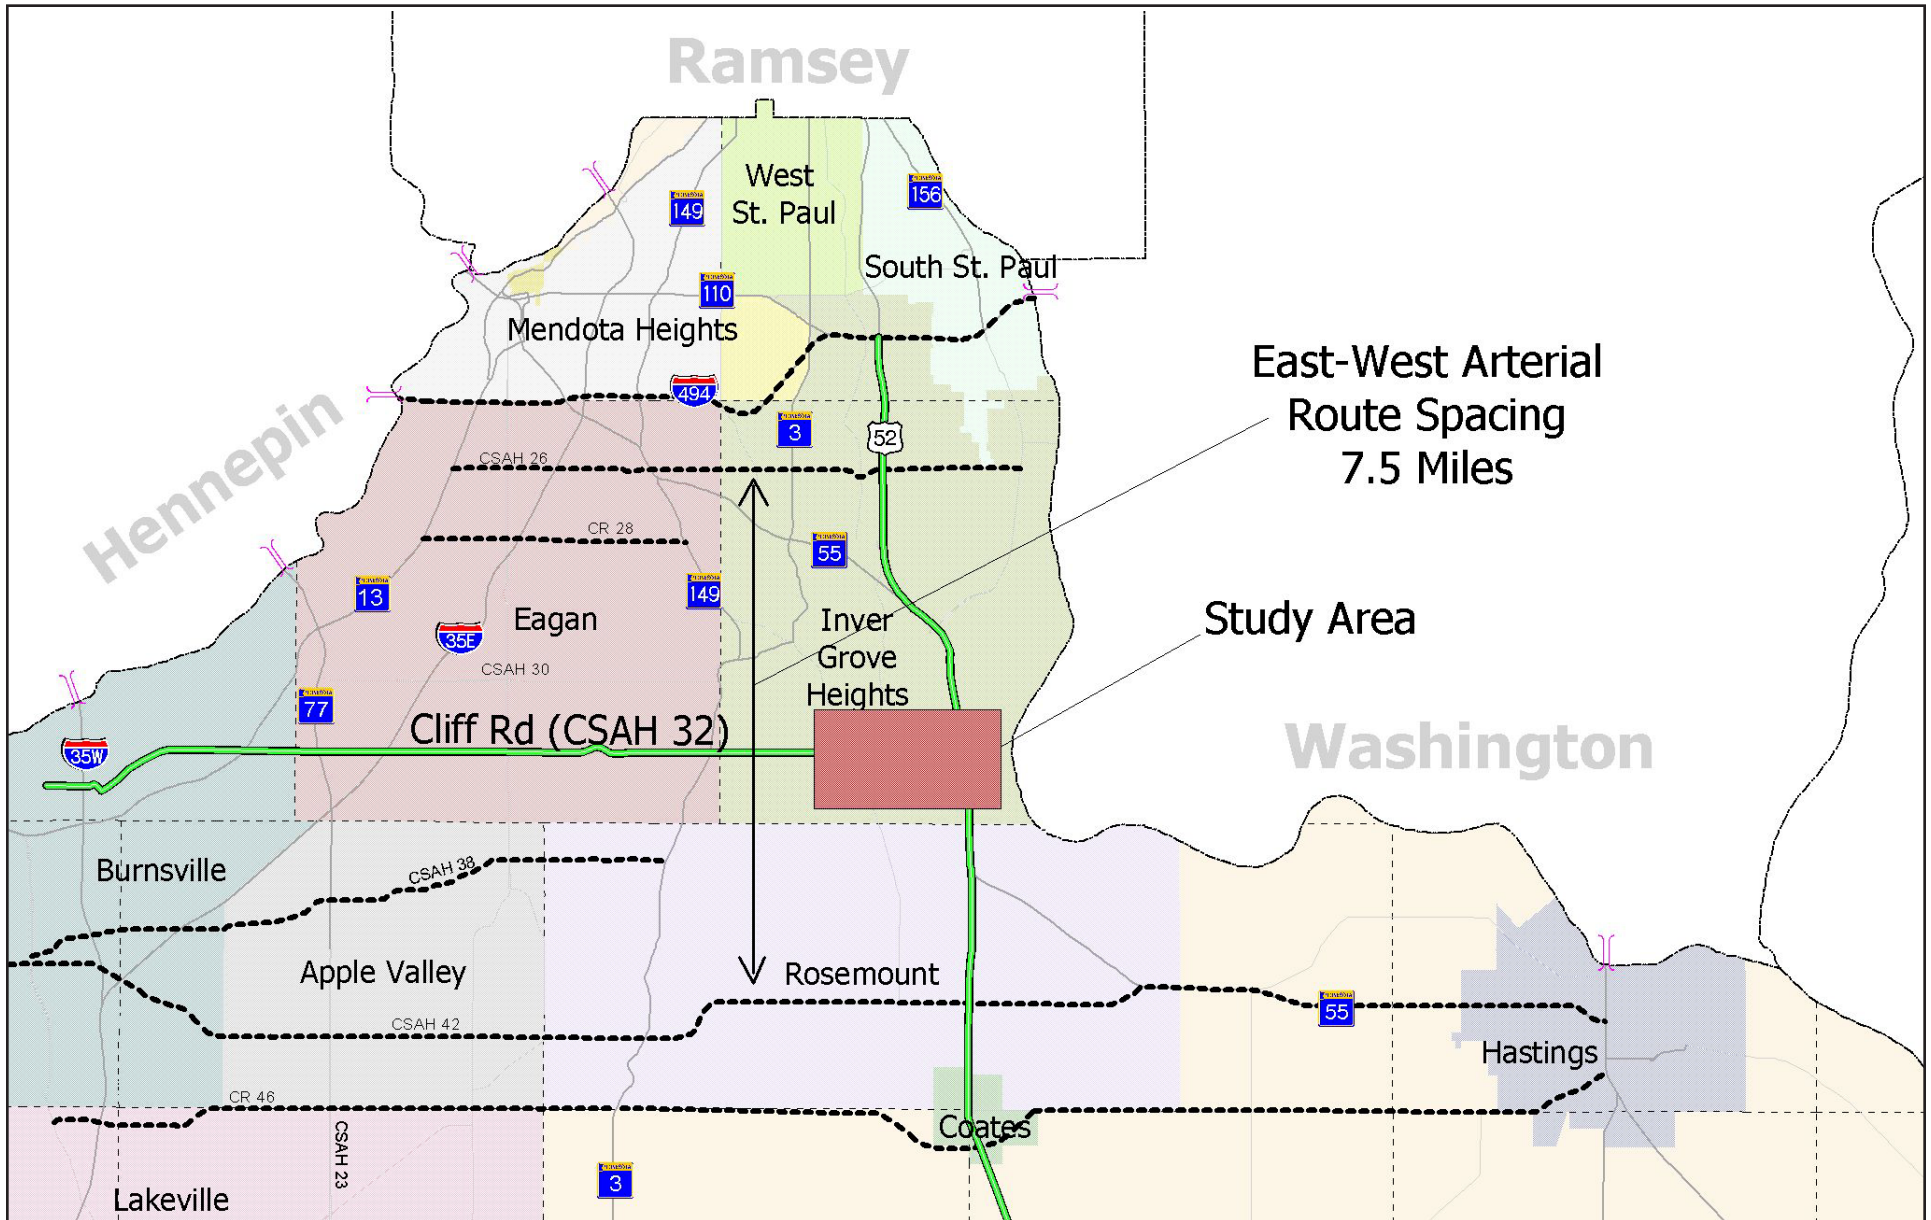 Ramsey
West
St. Paul
149
156
South St. Paul
110
Mendota Heights
494
East-West Arterial
Route Spacing
7.5 Miles
Hennepin
3
52
CSAH 26
CR 28
55
13
149
Eagan
35E
Inver
Grove
Heights
Study Area
CSAH 30
77
Cliff Rd (CSAH 32)
35W
Washington
Burnsville
CSAH 38
Apple Valley
Rosemount
CSAH 42
55
Hastings
CR 46
Coates
CSAH 23
3
Lakeville